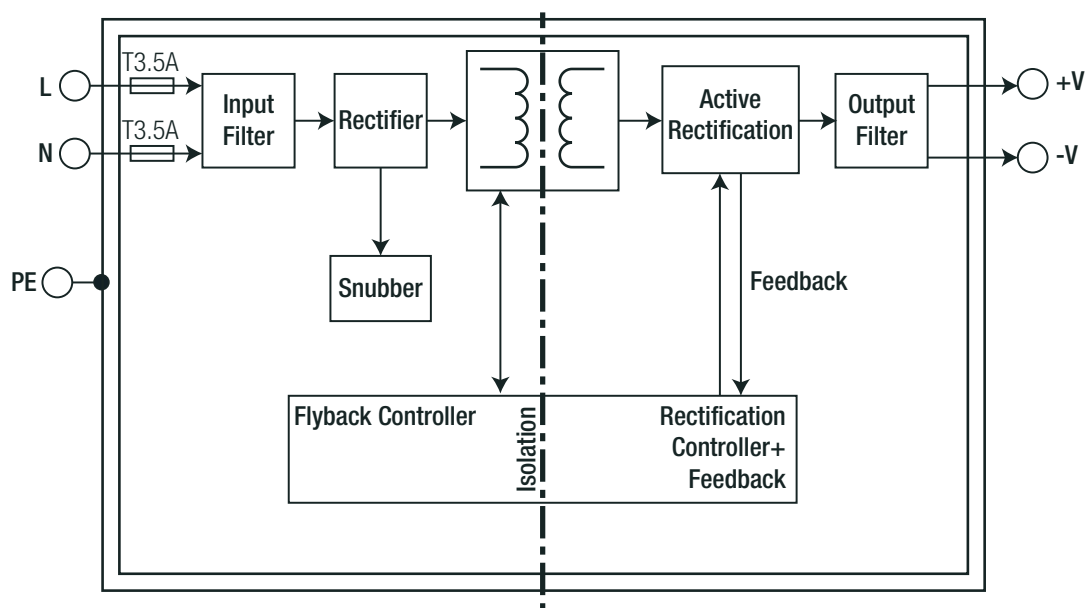 T3.5A
L
Input
Filter
Rectifier
Active
Rectification
Output
Filter
+V
T3.5A
N
-V
PE
Snubber
Feedback
Flyback Controller
Isolation
Rectification
Controller+
Feedback